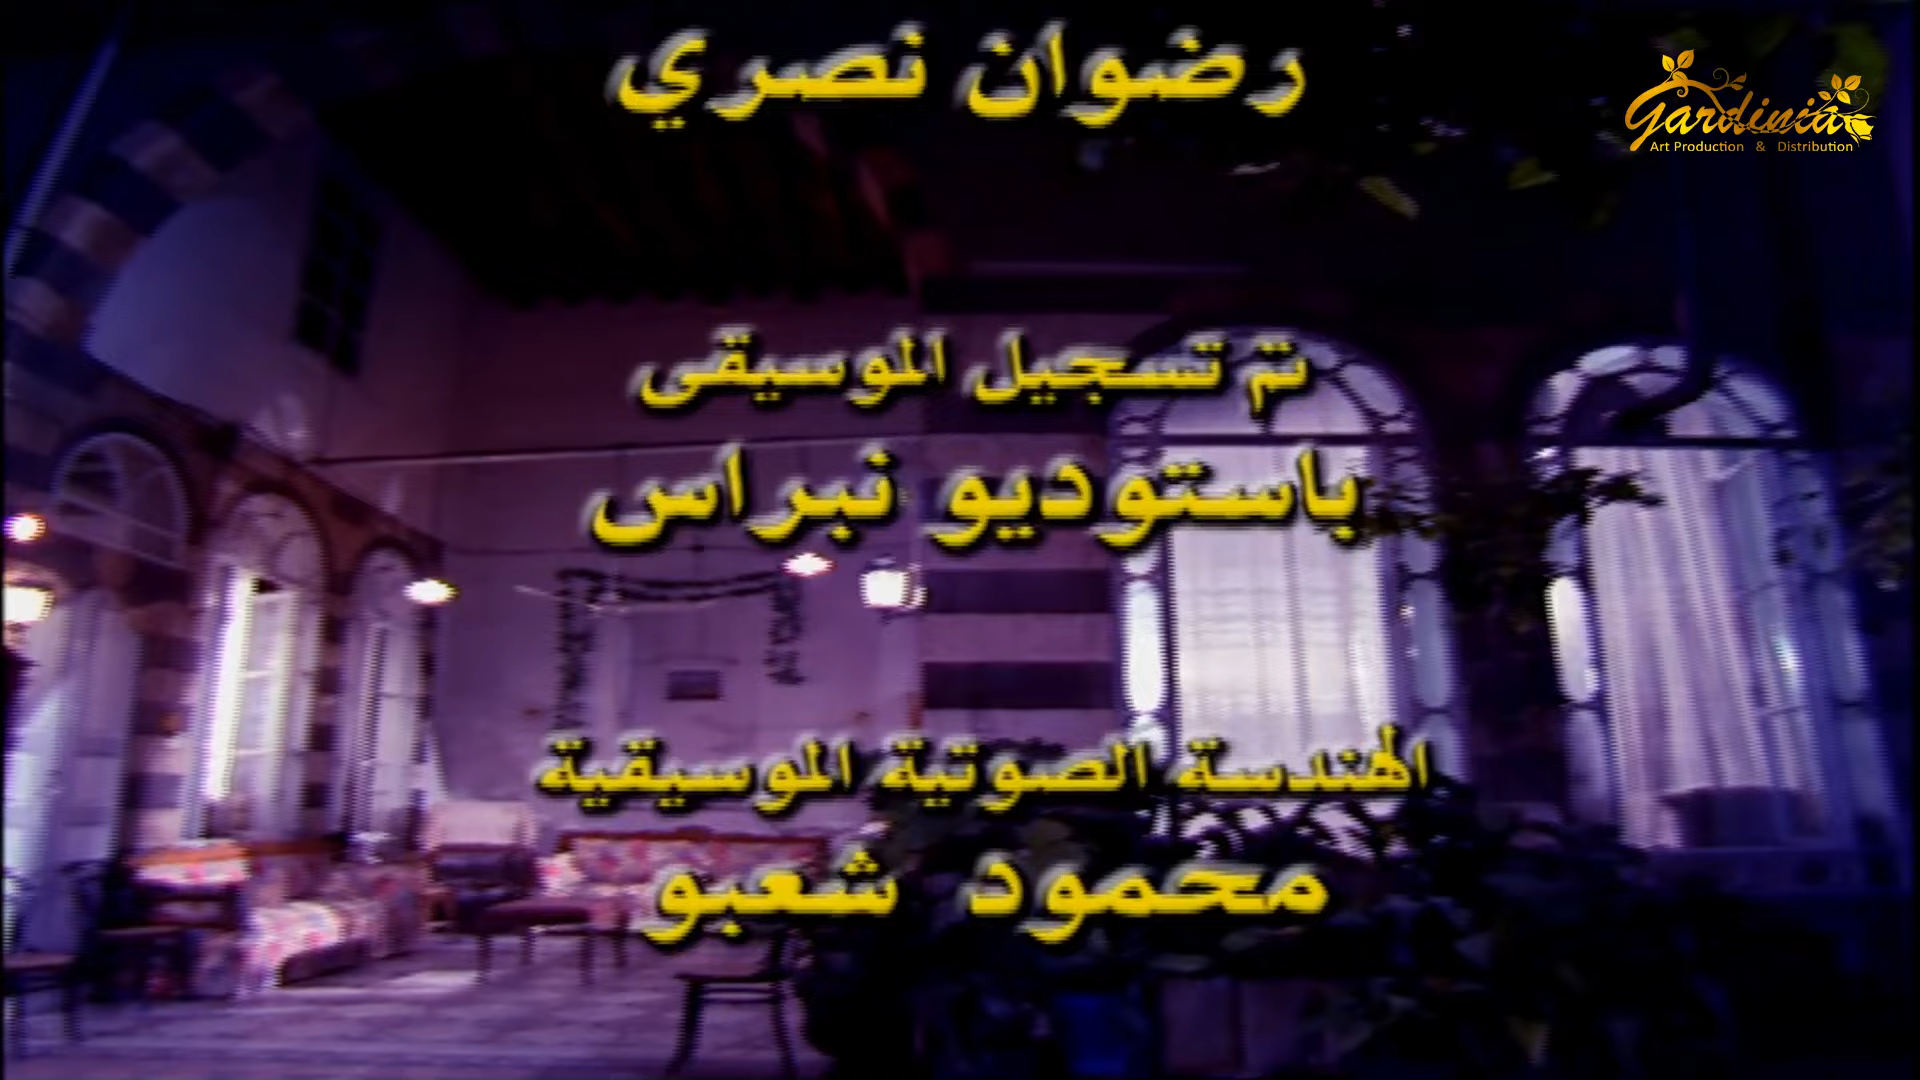 رضوان نصري
gardinia
Art Production & Distribution
تم تسجيل الموسيقى
باستوديو نبراس
الهندسة الصوتية الموسيقية
محمود شعبو